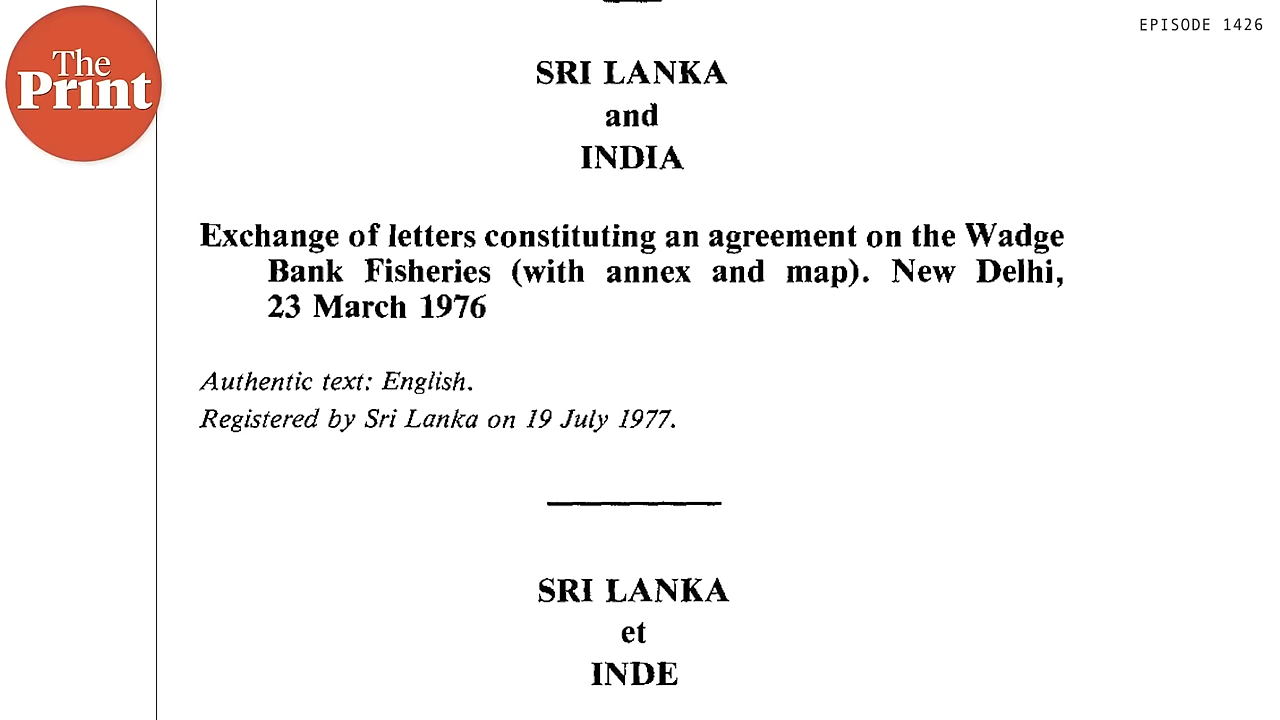 The
Print
EPISODE 1426
SRI LANKA
and
INDIA
Exchange of letters constituting an agreement on the Wadge
Bank Fisheries (with annex and map). New Delhi,
23 March 1976
Authentic text: English.
Registered by Sri Lanka on 19 July 1977.
SRI LANKA
et
INDE